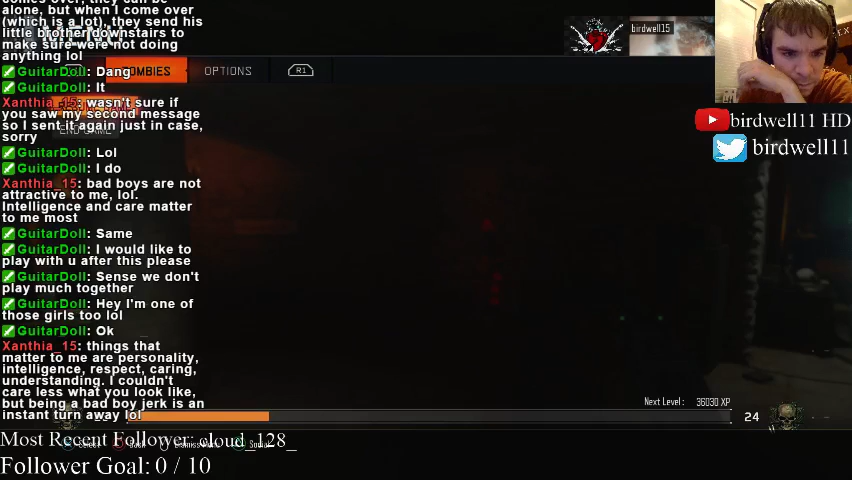 comes over, they can be
alone, but when I come over
(which is a lot), they send his
little brother downstairs to
make sure were not doing
anything lol
GuitarDoll: Dang
GuitarDoll: It
Xanthia_15: wasn't sure if
you saw my second message
so I sent it again just in case,
sorry
GuitarDoll: Lol
GuitarDoll: I do
Xanthia_15: bad boys are not
attractive to me, lol.
Intelligence and care matter
to me most
GuitarDoll: Same
GuitarDoll: I would like to
play with u after this please
GuitarDoll: Sense we don't
play much together
GuitarDoll: Hey I'm one of
those girls too lol
GuitarDoll: Ok
Xanthia_15: things that
matter to me are personality,
intelligence, respect, caring,
understanding. I couldn't
care less what you look like,
but being a bad boy jerk is an
instant turn away lol
ZOMBIES OPTIONS R1
END GAME
birdwell15
birdwell11 HD
birdwell11
Next Level: 36030 XP
24
Most Recent Follower: cloud_128_
Follower Goal: 0 / 10